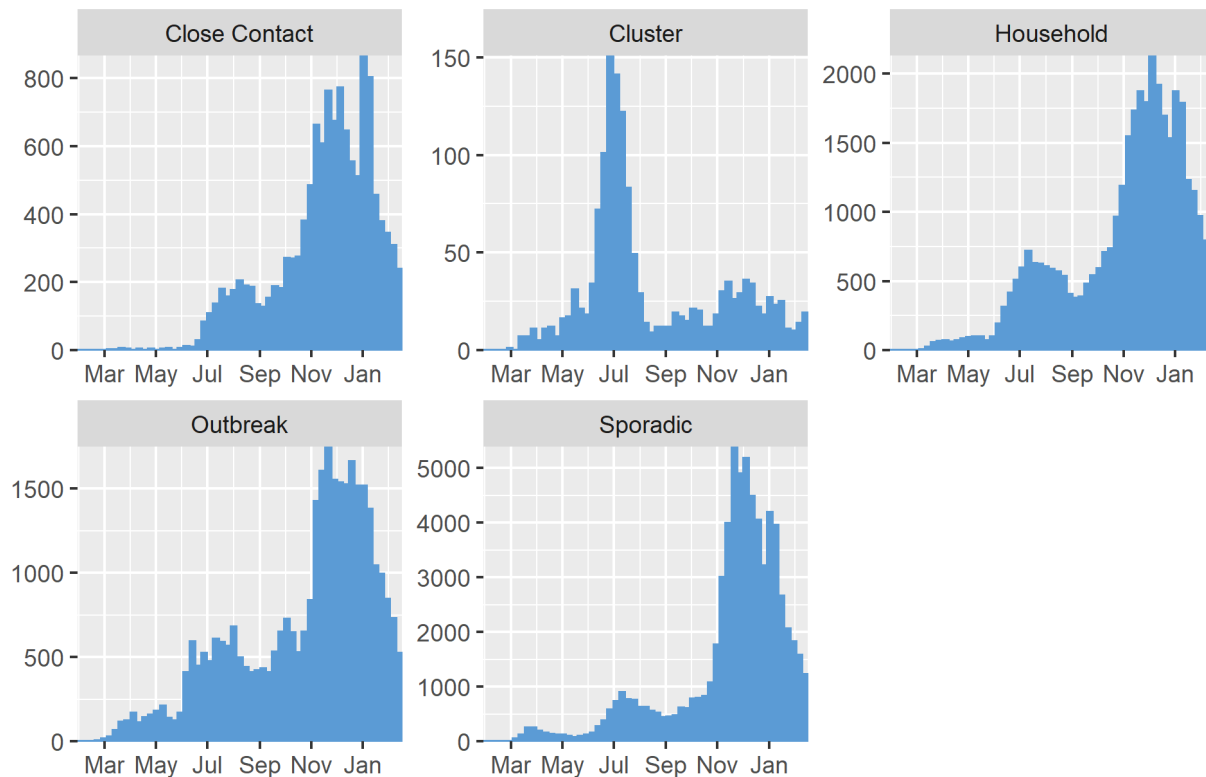 Close Contact
800
600
400
200
0
Mar May Jul Sep Nov Jan
Cluster
150
100
50
0
Mar May Jul Sep Nov Jan
Household
2000
1500
1000
500
0
Mar May Jul Sep Nov Jan
Outbreak
1500
1000
500
0
Mar May Jul Sep Nov Jan
Sporadic
5000
4000
3000
2000
1000
0
Mar May Jul Sep Nov Jan